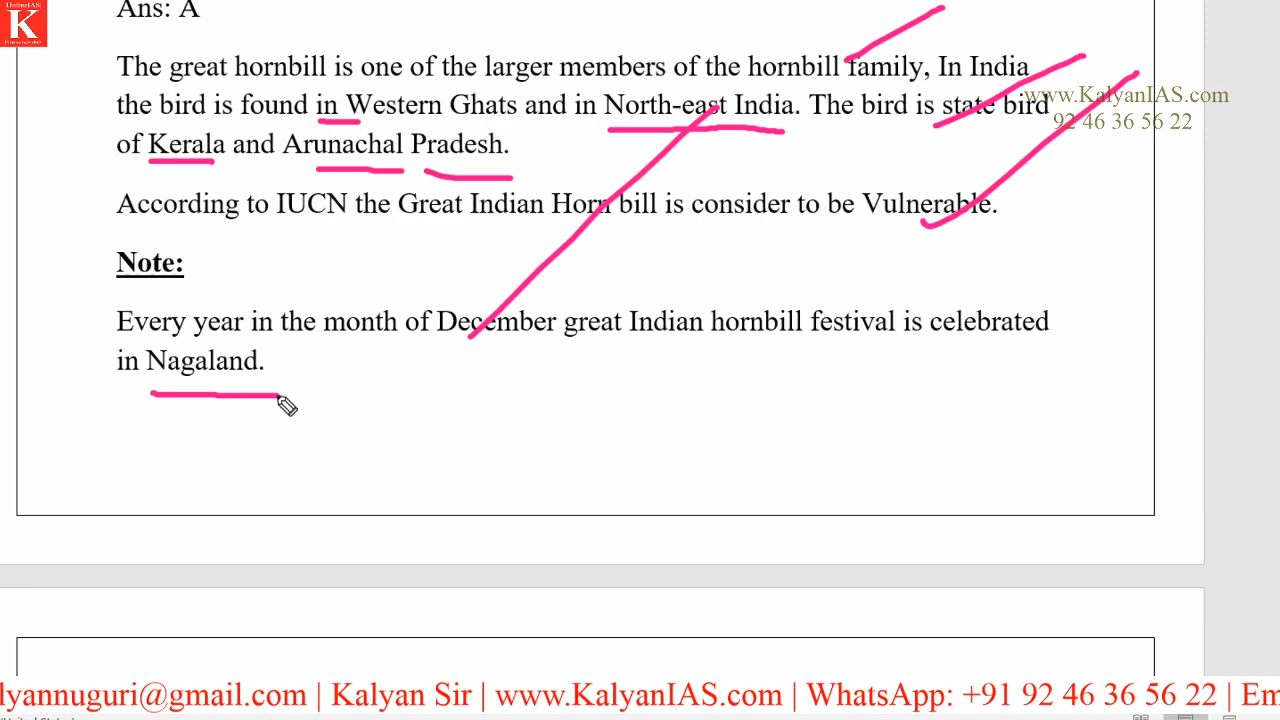 OnlineIAS
K
Ans: A
The great hornbill is one of the larger members of the hornbill family, In India
the bird is found in Western Ghats and in North-east India. The bird is state bird
www.KalyanIAS.com
92 46 36 56 22
of Kerala and Arunachal Pradesh.
According to IUCN the Great Indian Horn bill is consider to be Vulnerable.
Note:
Every year in the month of December great Indian hornbill festival is celebrated
in Nagaland.
lyannuguri@gmail.com | Kalyan Sir | www.KalyanIAS.com | WhatsApp: +91 92 46 36 56 22 | Em